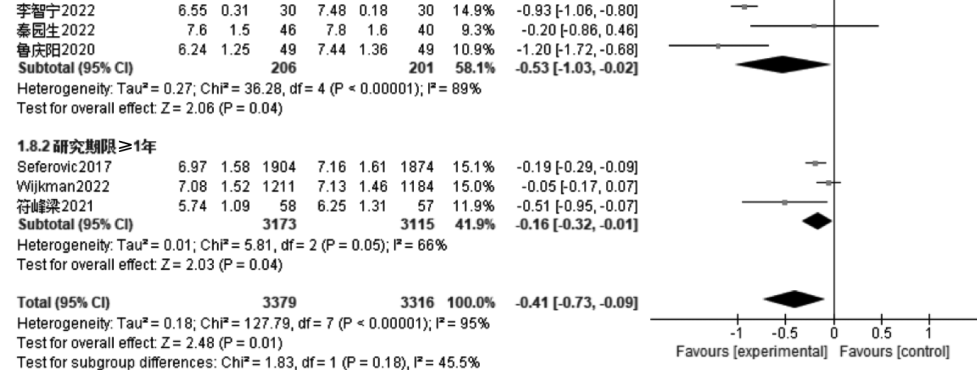 李智宁2022 6.55 0.31 30 7.48 0.18 30 14.9% -0.93 [-1.06, -0.80]
秦园生2022 7.6 1.5 46 7.8 1.6 40 9.3% -0.20 [-0.86, 0.46]
鲁庆阳2020 6.24 1.25 49 7.44 1.36 49 10.9% -1.20 [-1.72, -0.68]
Subtotal (95% CI) 206 201 58.1% -0.53 [-1.03, -0.02]
Heterogeneity: Tau² = 0.27; Chi² = 36.28, df = 4 (P < 0.00001); I² = 89%
Test for overall effect: Z = 2.06 (P = 0.04)
1.8.2 研究期限≥1年
Seferovic2017 6.97 1.58 1904 7.16 1.61 1874 15.1% -0.19 [-0.29, -0.09]
Wijkman2022 7.08 1.52 1211 7.13 1.46 1184 15.0% -0.05 [-0.17, 0.07]
符峰梁2021 5.74 1.09 58 6.25 1.31 57 11.9% -0.51 [-0.95, -0.07]
Subtotal (95% CI) 3173 3115 41.9% -0.16 [-0.32, -0.01]
Heterogeneity: Tau² = 0.01; Chi² = 5.81, df = 2 (P = 0.05); I² = 66%
Test for overall effect: Z = 2.03 (P = 0.04)
Total (95% CI) 3379 3316 100.0% -0.41 [-0.73, -0.09]
Heterogeneity: Tau² = 0.18; Chi² = 127.79, df = 7 (P < 0.00001); I² = 95%
Test for overall effect: Z = 2.48 (P = 0.01)
Test for subgroup differences: Chi² = 1.83, df = 1 (P = 0.18), I² = 45.5%
-1 -0.5 0 0.5 1
Favours [experimental] Favours [control]